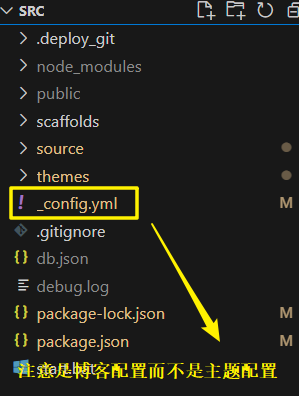 SRC
.deploy_git
node_modules
public
scaffolds
source
themes
! _config.yml M
.gitignore
db.json
debug.log
package-lock.json M
package.json M
注意是博客配置而不是主题配置